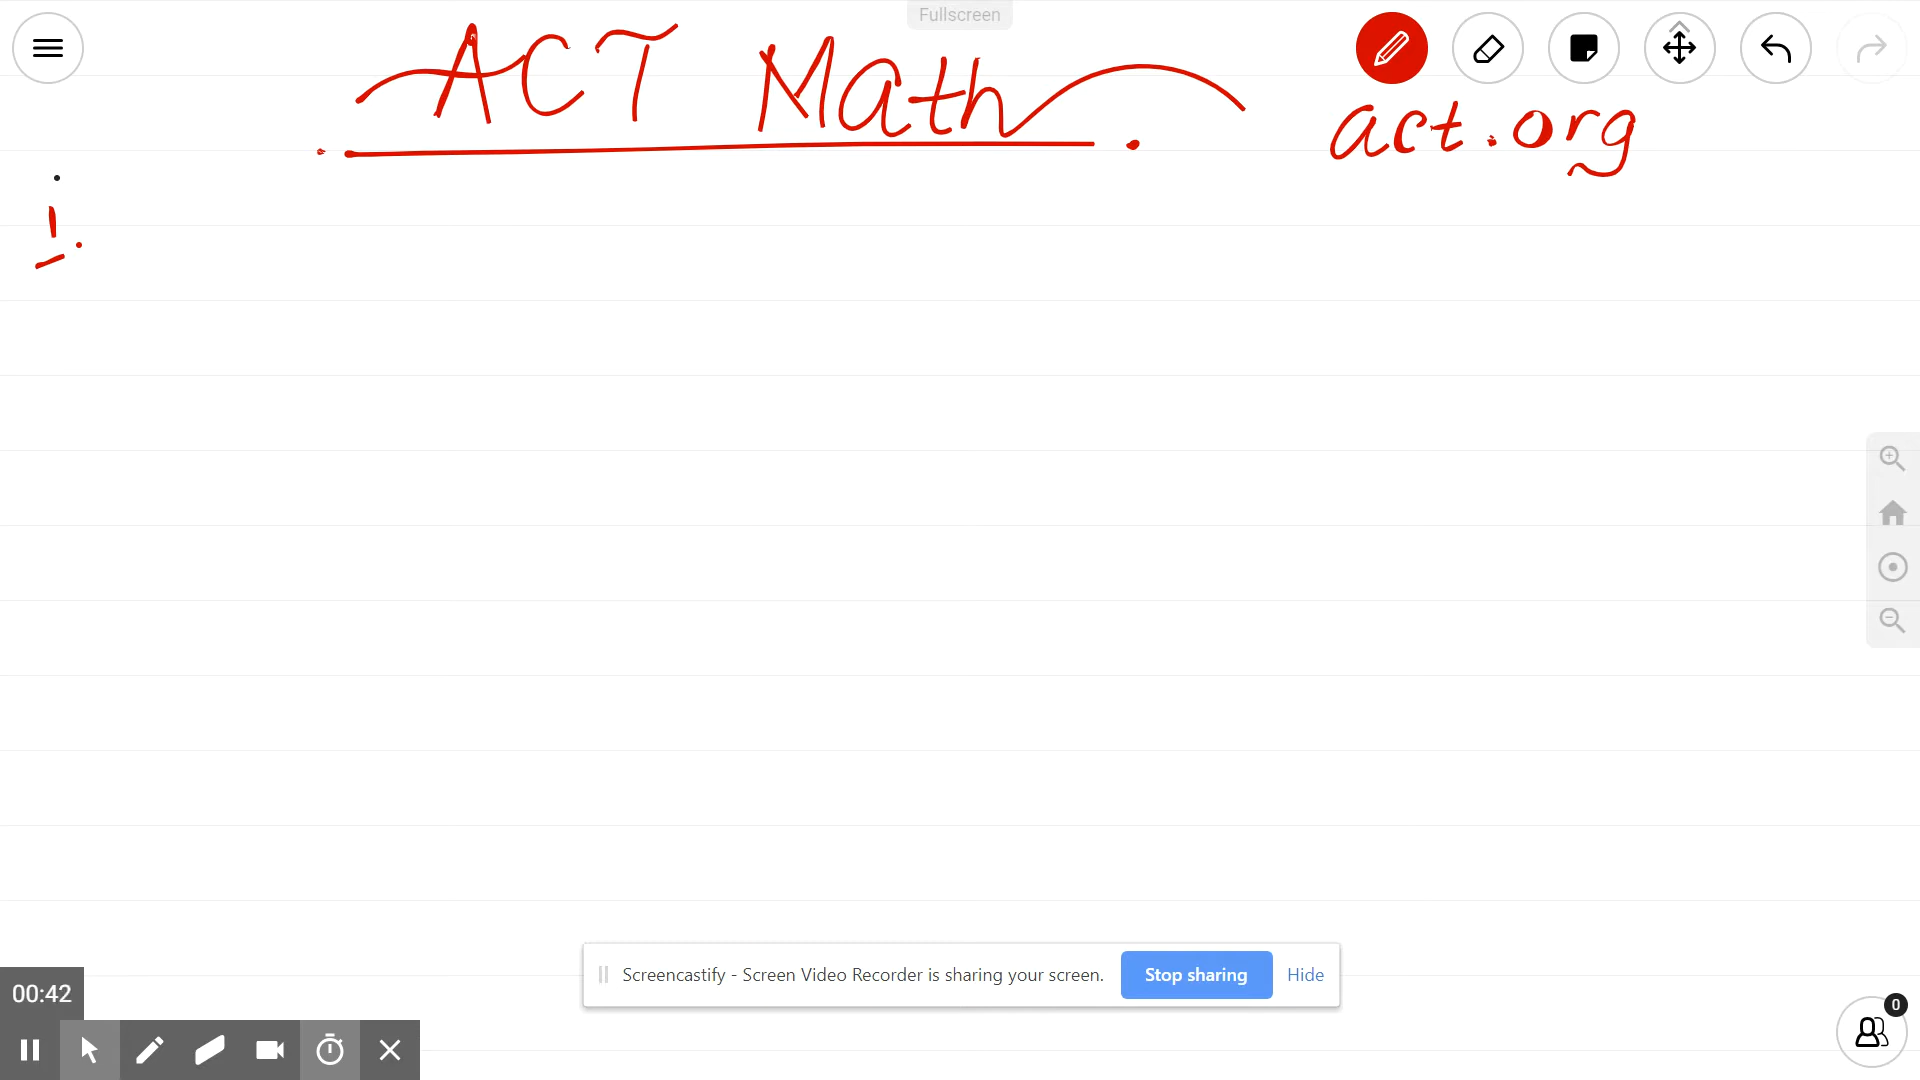 Fullscreen
ACT Math
act.org
1.
Screencastify - Screen Video Recorder is sharing your screen. Stop sharing Hide
00:42
0